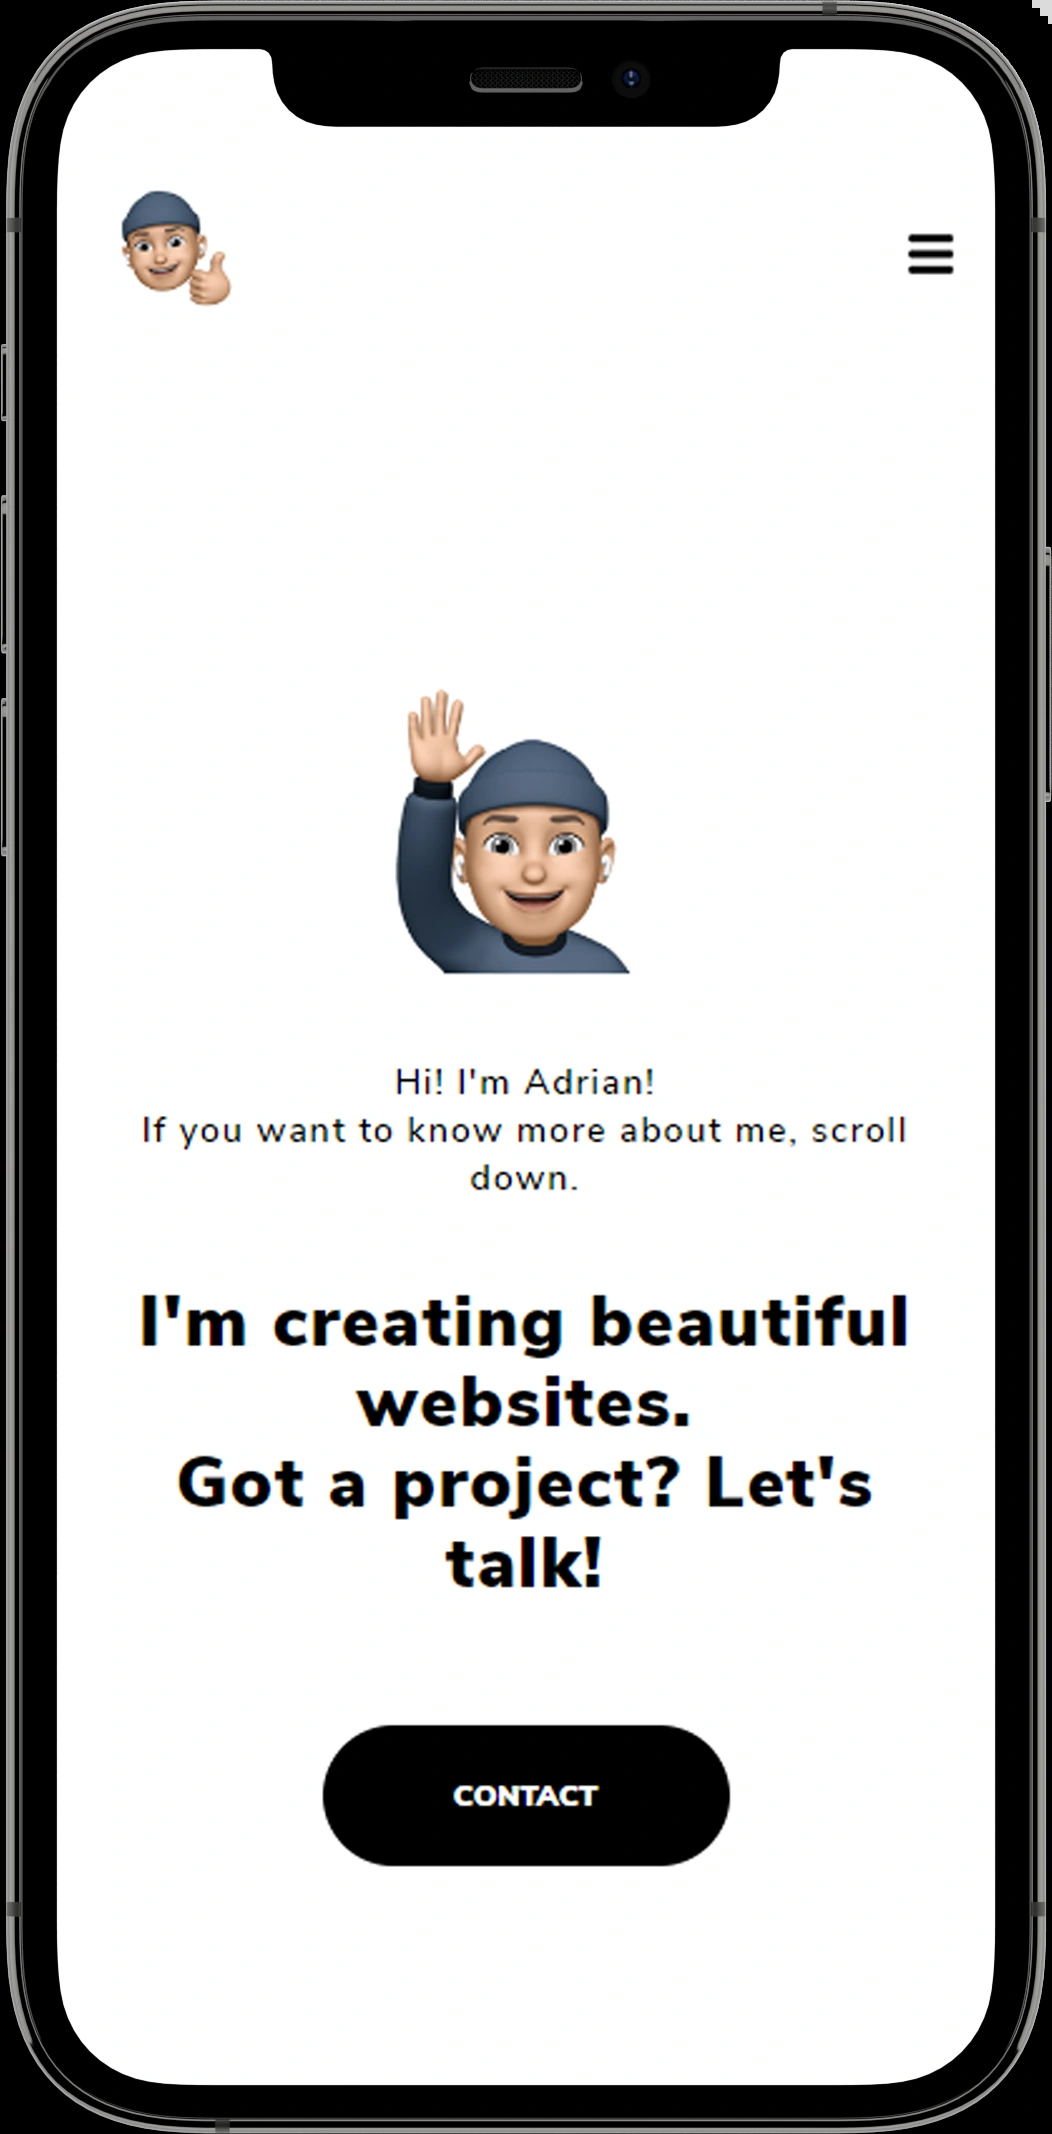 Hi! I'm Adrian!
If you want to know more about me, scroll
down.
I'm creating beautiful
websites.
Got a project? Let's
talk!
CONTACT